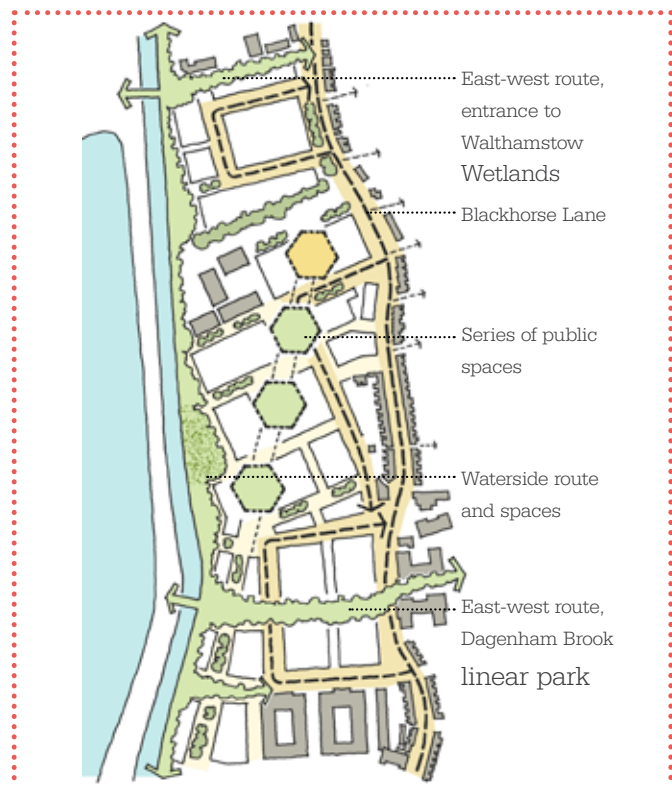 East-west route,
entrance to
Walthamstow
Wetlands
Blackhorse Lane
Series of public
spaces
Waterside route
and spaces
East-west route,
Dagenham Brook
linear park